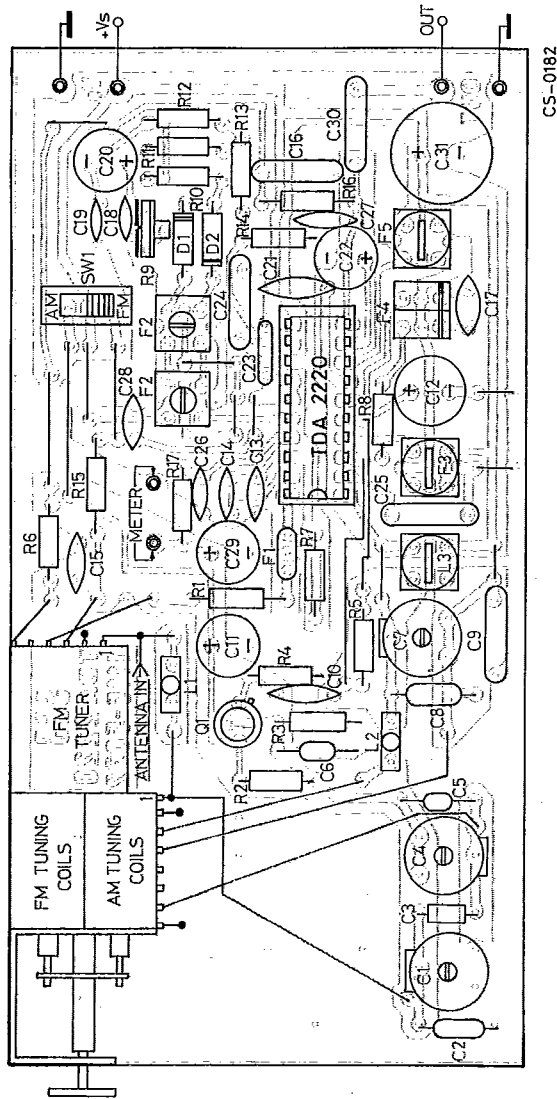 +Vs
OUT
CS-0182
R12
R11
R10
R13
C20
C19
C18
SW1
AM
FM
R9
D1
D2
R14
C16
R16
C30
C31
C27
C22
C21
F5
F4
C17
F2
F2
C24
C23
C28
TDA 2220
R8
C12
F3
C25
L3
R15
METER
R17
C26
C14
C13
C29
F1
R7
R6
C15
R1
C11
R4
C10
R5
C7
C9
C8
FM
TUNER
1
ANTENNA IN
L1
Q1
R3
R2
C6
L2
FM TUNING
COILS
AM TUNING
COILS
1
C5
C4
C3
C1
C2